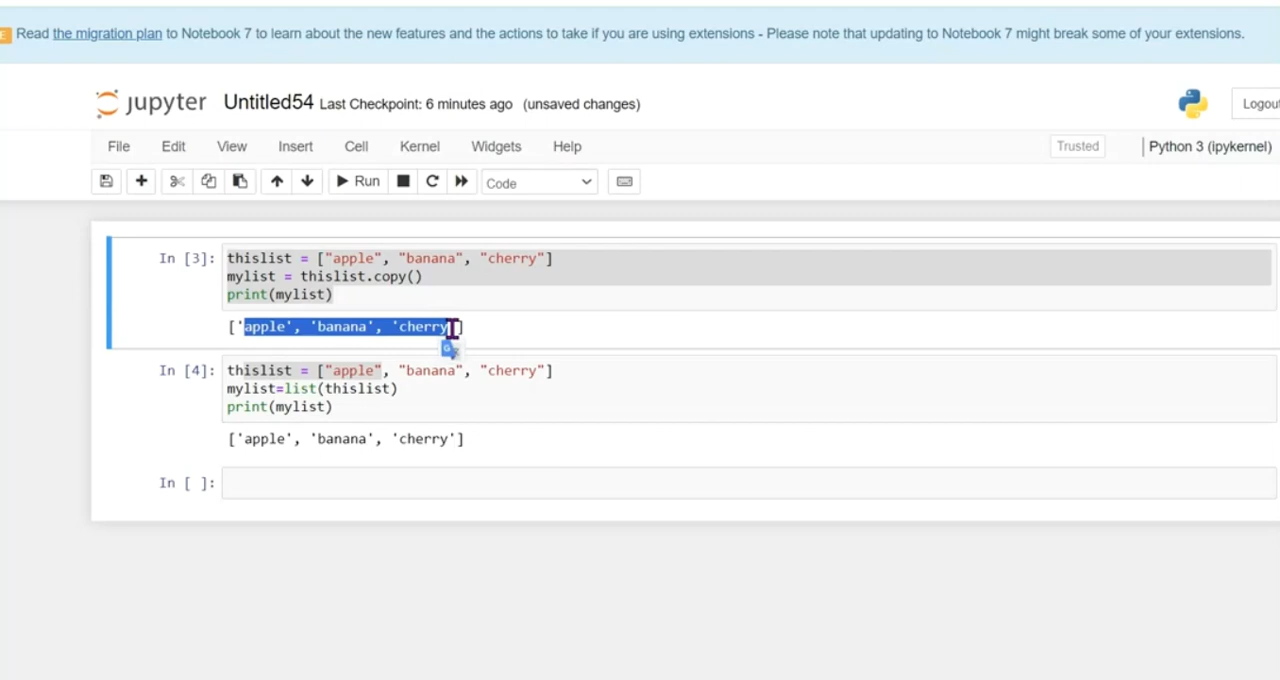 E Read the migration plan to Notebook 7 to learn about the new features and the actions to take if you are using extensions - Please note that updating to Notebook 7 might break some of your extensions.
jupyter Untitled54 Last Checkpoint: 6 minutes ago (unsaved changes) Logout
File Edit View Insert Cell Kernel Widgets Help Trusted Python 3 (ipykernel)
Run Code
In [3]: thislist = ["apple", "banana", "cherry"]
mylist = thislist.copy()
print(mylist)
['apple', 'banana', 'cherry']
In [4]: thislist = ["apple", "banana", "cherry"]
mylist=list(thislist)
print(mylist)
['apple', 'banana', 'cherry']
In [ ]: